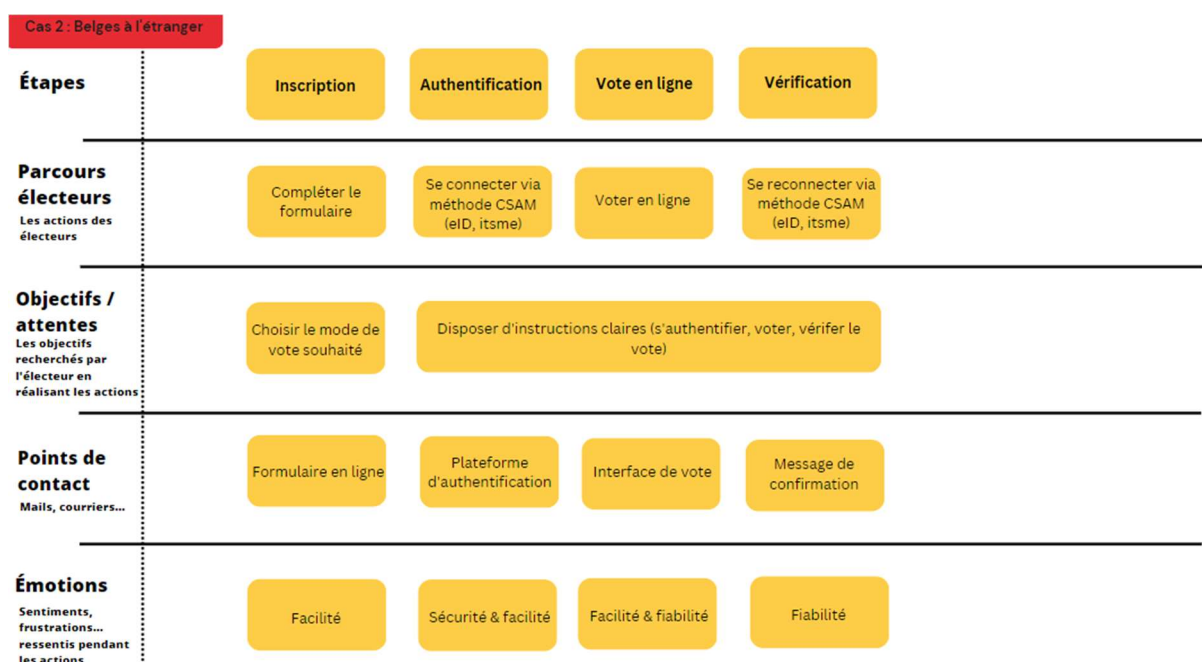 Cas 2 : Belges à l'étranger
Étapes
Inscription
Authentification
Vote en ligne
Vérification
Parcours
électeurs
Les actions des
électeurs
Compléter le
formulaire
Se connecter via
méthode CSAM
(eID, itsme)
Voter en ligne
Se reconnecter via
méthode CSAM
(eID, itsme)
Objectifs /
attentes
Les objectifs
recherchés par
l'électeur en
réalisant les actions
Choisir le mode de
vote souhaité
Disposer d'instructions claires (s'authentifier, voter, vérifer le
vote)
Points de
contact
Mails, courriers...
Formulaire en ligne
Plateforme
d'authentification
Interface de vote
Message de
confirmation
Émotions
Sentiments,
frustrations...
ressentis pendant
les actions
Facilité
Sécurité & facilité
Facilité & fiabilité
Fiabilité